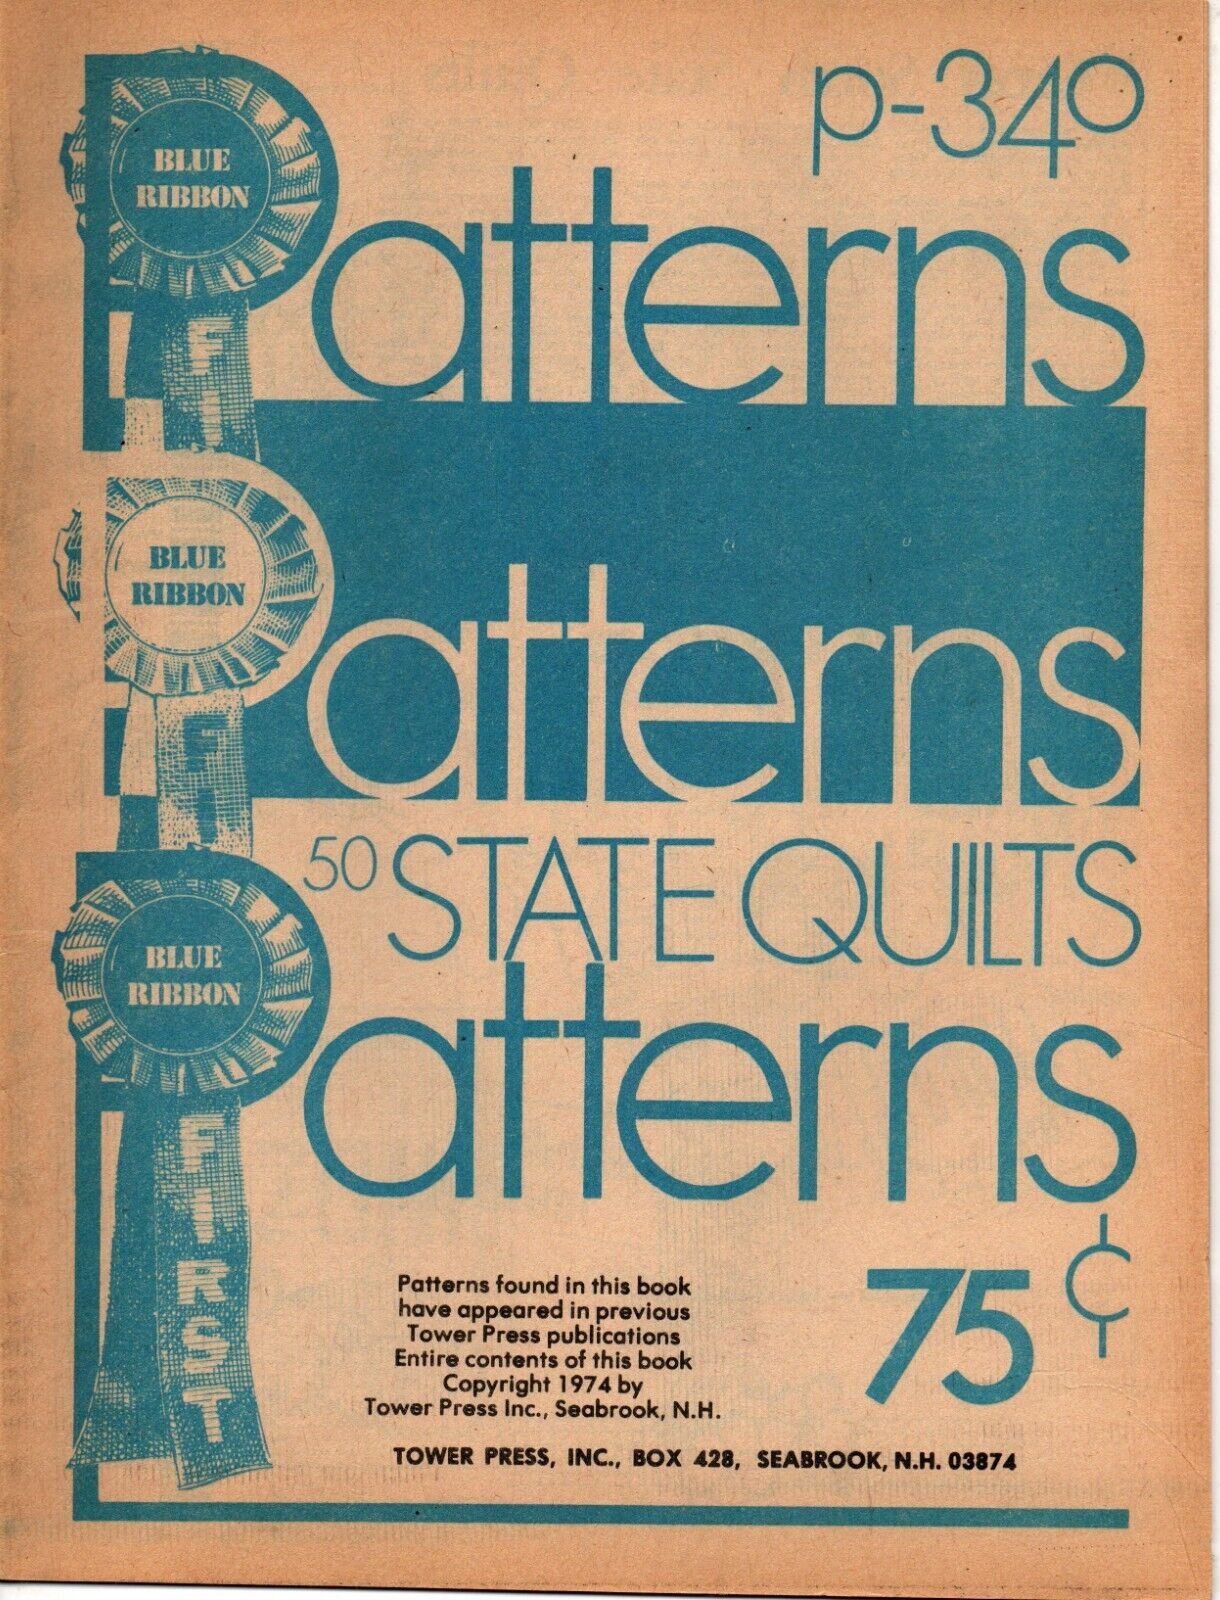 p-340
BLUE
RIBBON
Patterns
FI
BLUE
RIBBON
Patterns
FI
50 STATE QUILTS
BLUE
RIBBON
Patterns
FIRST
75¢
Patterns found in this book
have appeared in previous
Tower Press publications
Entire contents of this book
Copyright 1974 by
Tower Press Inc., Seabrook, N.H.
TOWER PRESS, INC., BOX 428, SEABROOK, N.H. 03874